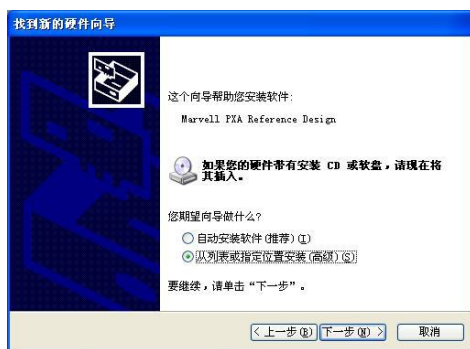 找到新的硬件向导
这个向导帮助您安装软件:
Marvell PXA Reference Design
如果您的硬件带有安装 CD 或软盘，请现在将
其插入。
您期望向导做什么?
自动安装软件(推荐)(I)
从列表或指定位置安装(高级)(S)
要继续，请单击“下一步”。
< 上一步(B) 下一步(N) > 取消